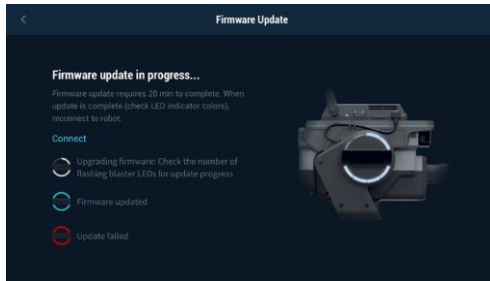 Firmware Update
Firmware update in progress...
Firmware update requires 20 min to complete. When
update is complete (check LED indicator colors),
reconnect to robot.
Connect
Upgrading firmware: Check the number of
flashing blaster LEDs for update progress
Firmware updated
Update failed